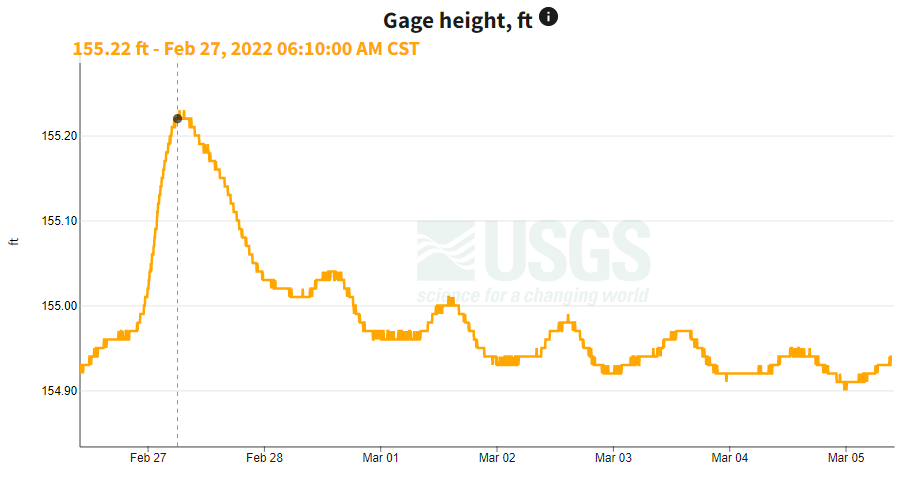 Gage height, ft i
155.22 ft - Feb 27, 2022 06:10:00 AM CST
155.20
155.10
155.00
154.90
ft
USGS
science for a changing world
Feb 27 Feb 28 Mar 01 Mar 02 Mar 03 Mar 04 Mar 05